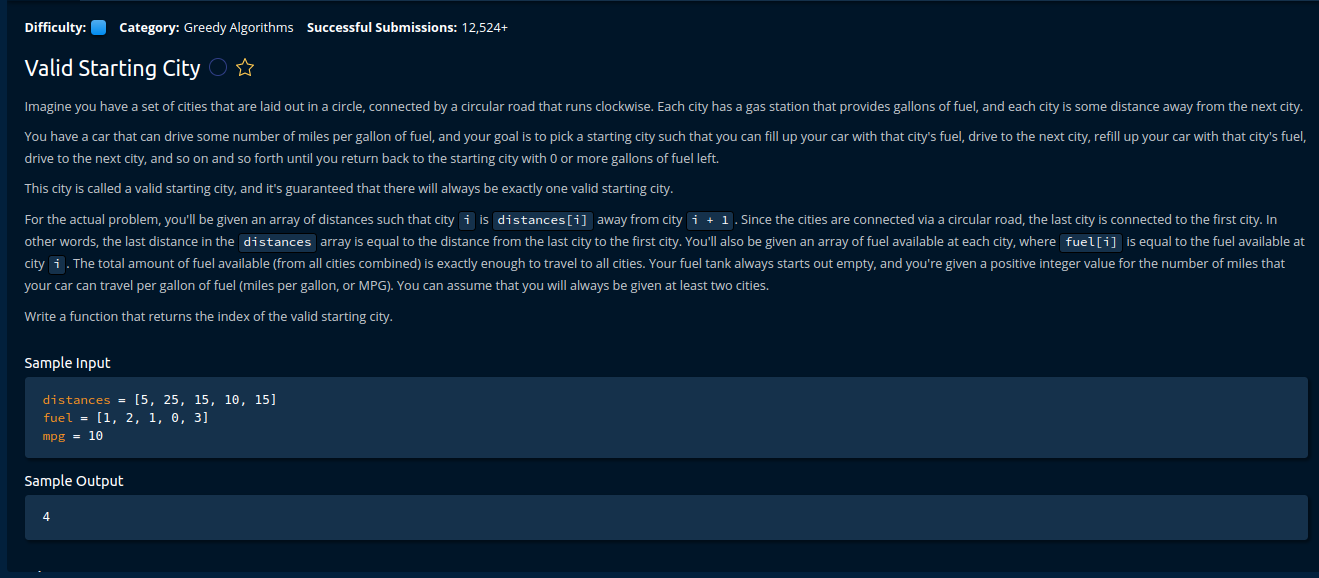 Difficulty: Category: Greedy Algorithms Successful Submissions: 12,524+
Valid Starting City
Imagine you have a set of cities that are laid out in a circle, connected by a circular road that runs clockwise. Each city has a gas station that provides gallons of fuel, and each city is some distance away from the next city.
You have a car that can drive some number of miles per gallon of fuel, and your goal is to pick a starting city such that you can fill up your car with that city's fuel, drive to the next city, refill up your car with that city's fuel,
drive to the next city, and so on and so forth until you return back to the starting city with 0 or more gallons of fuel left.
This city is called a valid starting city, and it's guaranteed that there will always be exactly one valid starting city.
For the actual problem, you'll be given an array of distances such that city i is distances[i] away from city i + 1. Since the cities are connected via a circular road, the last city is connected to the first city. In
other words, the last distance in the distances array is equal to the distance from the last city to the first city. You'll also be given an array of fuel available at each city, where fuel[i] is equal to the fuel available at
city i. The total amount of fuel available (from all cities combined) is exactly enough to travel to all cities. Your fuel tank always starts out empty, and you're given a positive integer value for the number of miles that
your car can travel per gallon of fuel (miles per gallon, or MPG). You can assume that you will always be given at least two cities.
Write a function that returns the index of the valid starting city.
Sample Input
distances = [5, 25, 15, 10, 15]
fuel = [1, 2, 1, 0, 3]
mpg = 10
Sample Output
4